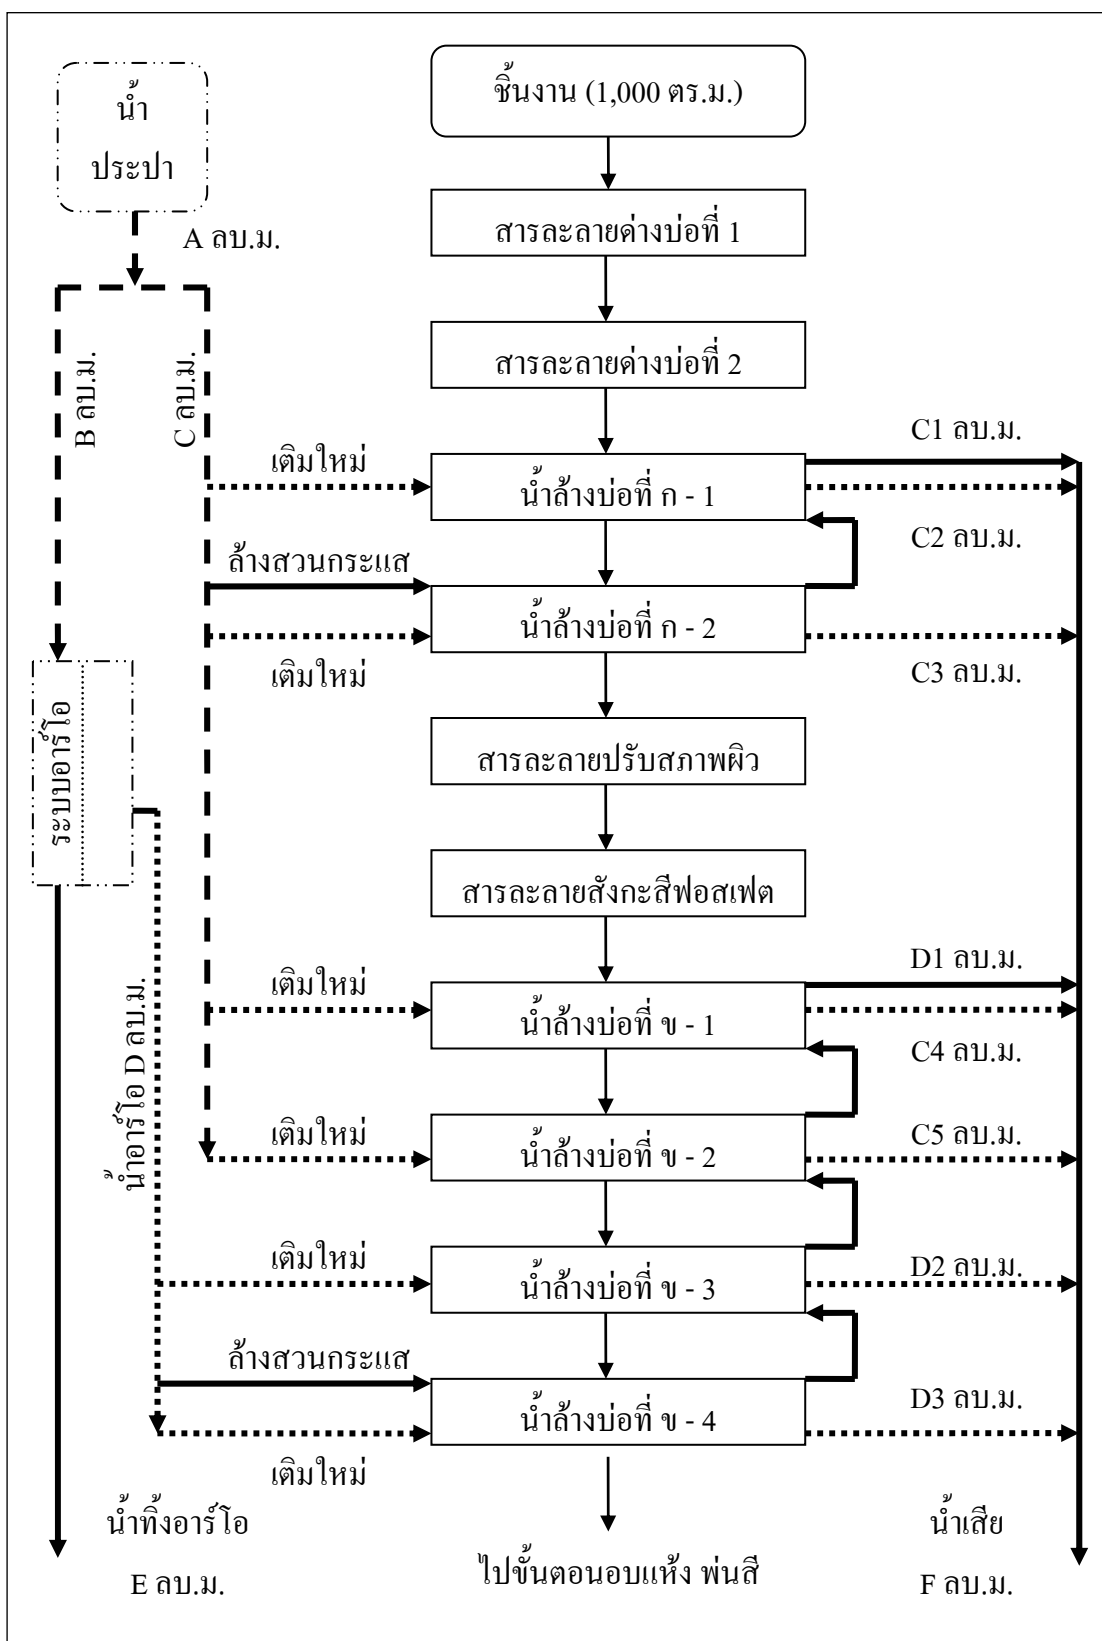 ชิ้นงาน (1,000 ตร.ม.)
น้ำ
ประปา
สารละลายด่างบ่อที่ 1
A ลบ.ม.
สารละลายด่างบ่อที่ 2
B ลบ.ม.
C ลบ.ม.
C1 ลบ.ม.
เติมใหม่
น้ำล้างบ่อที่ ก - 1
C2 ลบ.ม.
ล้างสวนกระแส
น้ำล้างบ่อที่ ก - 2
เติมใหม่
C3 ลบ.ม.
ระบบอาร์โอ
สารละลายปรับสภาพผิว
สารละลายสังกะสีฟอสเฟต
D1 ลบ.ม.
เติมใหม่
น้ำล้างบ่อที่ ข - 1
C4 ลบ.ม.
น้ำอาร์โอ D ลบ.ม.
เติมใหม่
น้ำล้างบ่อที่ ข - 2
C5 ลบ.ม.
เติมใหม่
น้ำล้างบ่อที่ ข - 3
D2 ลบ.ม.
ล้างสวนกระแส
น้ำล้างบ่อที่ ข - 4
D3 ลบ.ม.
เติมใหม่
น้ำทิ้งอาร์โอ
E ลบ.ม.
ไปขั้นตอนอบแห้ง พ่นสี
น้ำเสีย
F ลบ.ม.